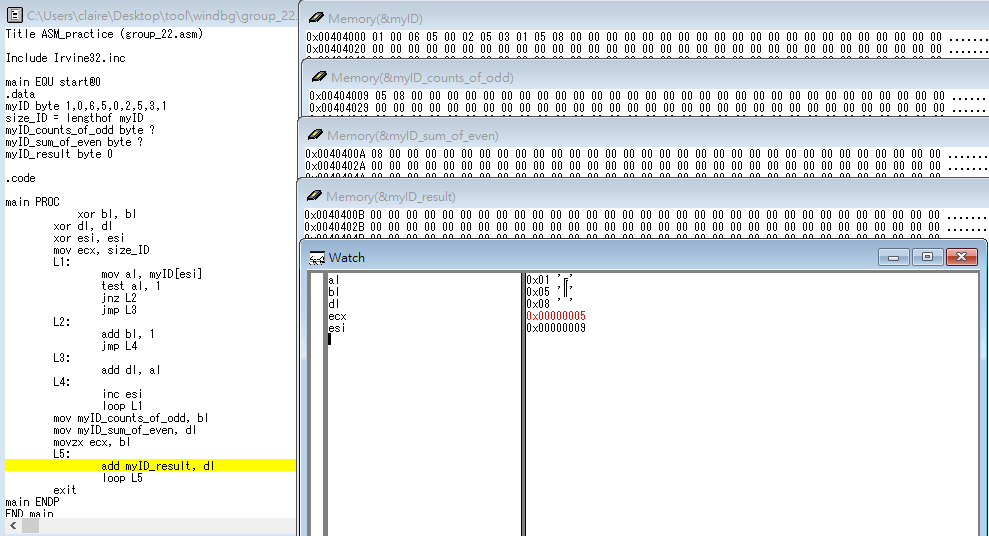 C:\Users\claire\Desktop\tool\windbg\group_22.
Title ASM_practice (group_22.asm)
Include Irvine32.inc
main EQU start@0
.data
myID byte 1,0,6,5,0,2,5,3,1
size_ID = lengthof myID
myID_counts_of_odd byte ?
myID_sum_of_even byte ?
myID_result byte 0
.code
main PROC
xor bl, bl
xor dl, dl
xor esi, esi
mov ecx, size_ID
L1:
mov al, myID[esi]
test al, 1
jnz L2
jmp L3
L2:
add bl, 1
jmp L4
L3:
add dl, al
L4:
inc esi
loop L1
mov myID_counts_of_odd, bl
mov myID_sum_of_even, dl
movzx ecx, bl
L5:
add myID_result, dl
loop L5
exit
main ENDP
END main
Memory(&myID)
0x00404000 01 00 06 05 00 02 05 03 01 05 08 00 00 00 00 00 00 00 00 00 00 00 00 00 00 00 00 00 00 00 00 00 .......
0x00404020 00 00 00 00 00 00 00 00 00 00 00 00 00 00 00 00 00 00 00 00 00 00 00 00 00 00 00 00 00 00 00 00 .......
Memory(&myID_counts_of_odd)
0x00404009 05 08 00 00 00 00 00 00 00 00 00 00 00 00 00 00 00 00 00 00 00 00 00 00 00 00 00 00 00 00 00 00 ......
0x00404029 00 00 00 00 00 00 00 00 00 00 00 00 00 00 00 00 00 00 00 00 00 00 00 00 00 00 00 00 00 00 00 00 ......
Memory(&myID_sum_of_even)
0x0040400A 08 00 00 00 00 00 00 00 00 00 00 00 00 00 00 00 00 00 00 00 00 00 00 00 00 00 00 00 00 00 00 00 .......
0x0040402A 00 00 00 00 00 00 00 00 00 00 00 00 00 00 00 00 00 00 00 00 00 00 00 00 00 00 00 00 00 00 00 00 .......
Memory(&myID_result)
0x0040400B 00 00 00 00 00 00 00 00 00 00 00 00 00 00 00 00 00 00 00 00 00 00 00 00 00 00 00 00 00 00 00 00 .......
0x0040402B 00 00 00 00 00 00 00 00 00 00 00 00 00 00 00 00 00 00 00 00 00 00 00 00 00 00 00 00 00 00 00 00 .......
Watch
al 0x01
bl 0x05
dl 0x08
ecx 0x00000005
esi 0x00000009